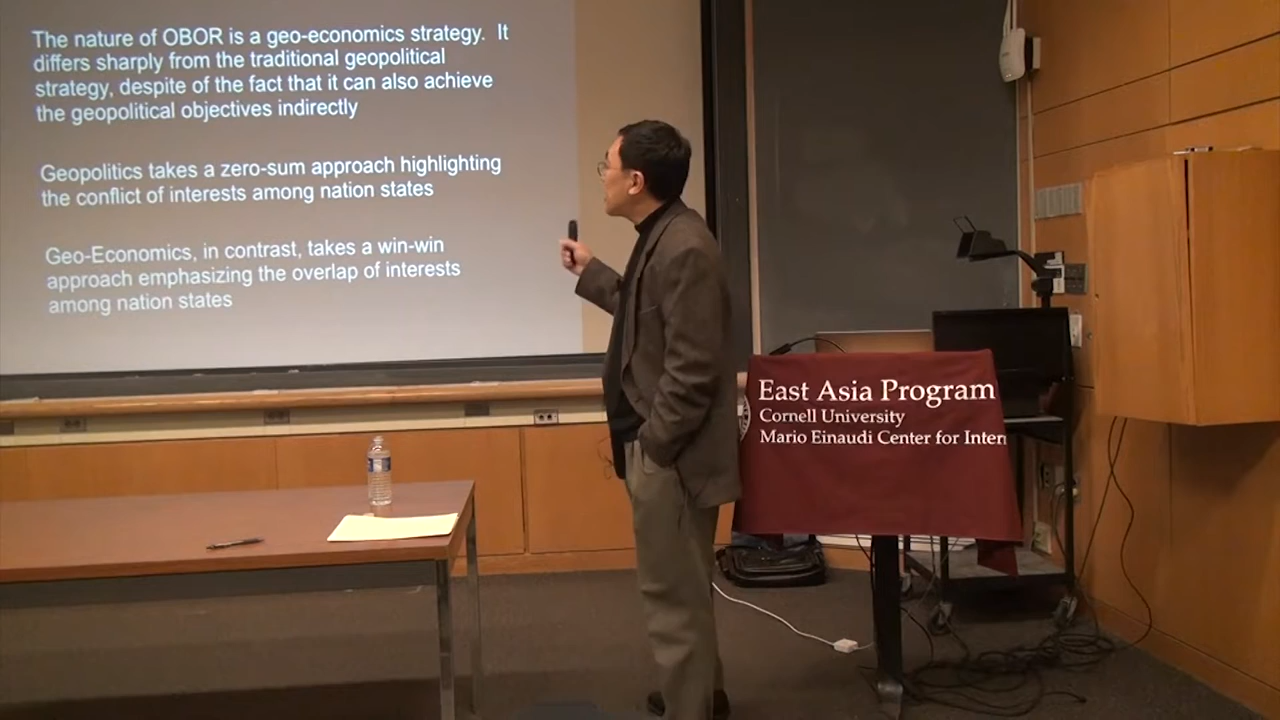 The nature of OBOR is a geo-economics strategy. It
differs sharply from the traditional geopolitical
strategy, despite of the fact that it can also achieve
the geopolitical objectives indirectly
Geopolitics takes a zero-sum approach highlighting
the conflict of interests among nation states
Geo-Economics, in contrast, takes a win-win
approach emphasizing the overlap of interests
among nation states
East Asia Program
Cornell University
Mario Einaudi Center for Intern